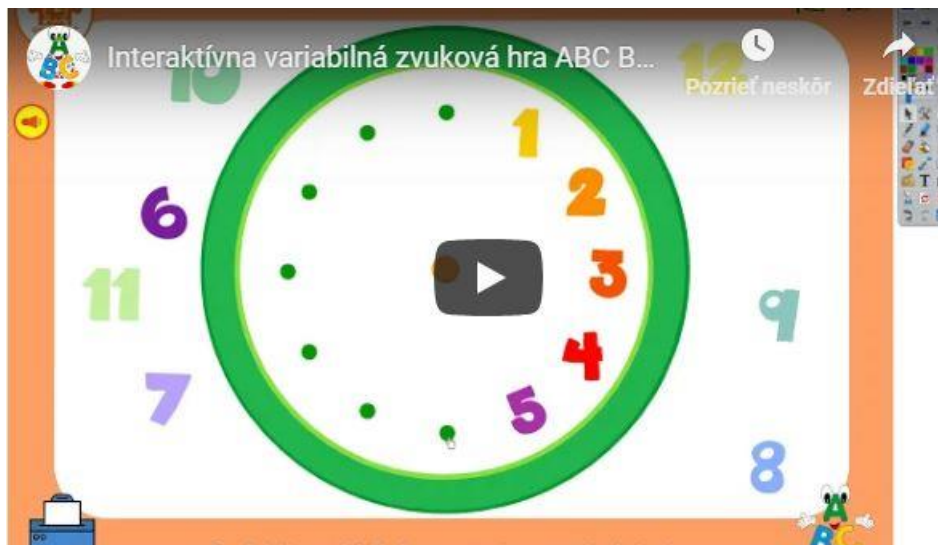 Interaktívna variabilná zvuková hra ABC B…
Pozrieť neskôr
Zdieľať
10
12
1
6
2
11
3
9
4
7
5
8
ABC
ABC
T